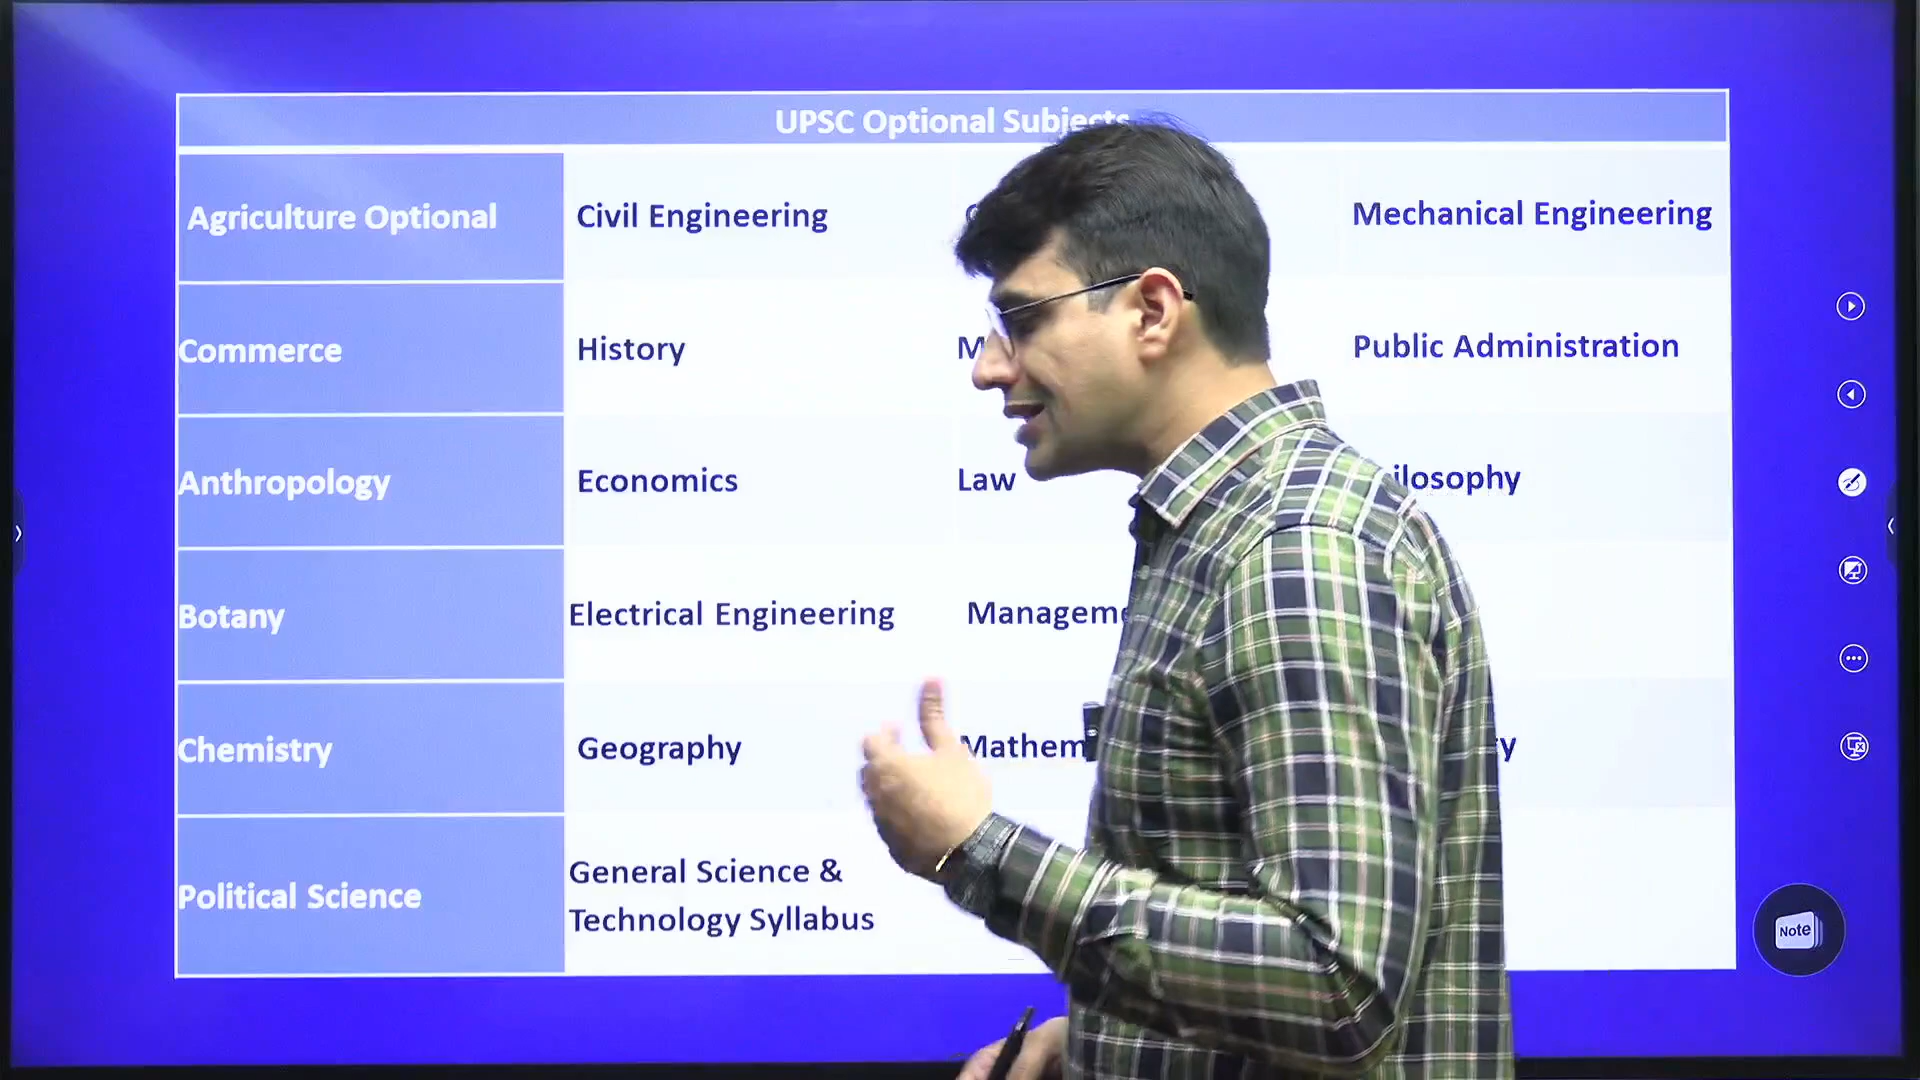 UPSC Optional Subjects
Agriculture Optional
Civil Engineering
Mechanical Engineering
Commerce
History
Public Administration
Anthropology
Economics
Law
Botany
Electrical Engineering
Chemistry
Geography
Political Science
General Science &
Technology Syllabus
Note